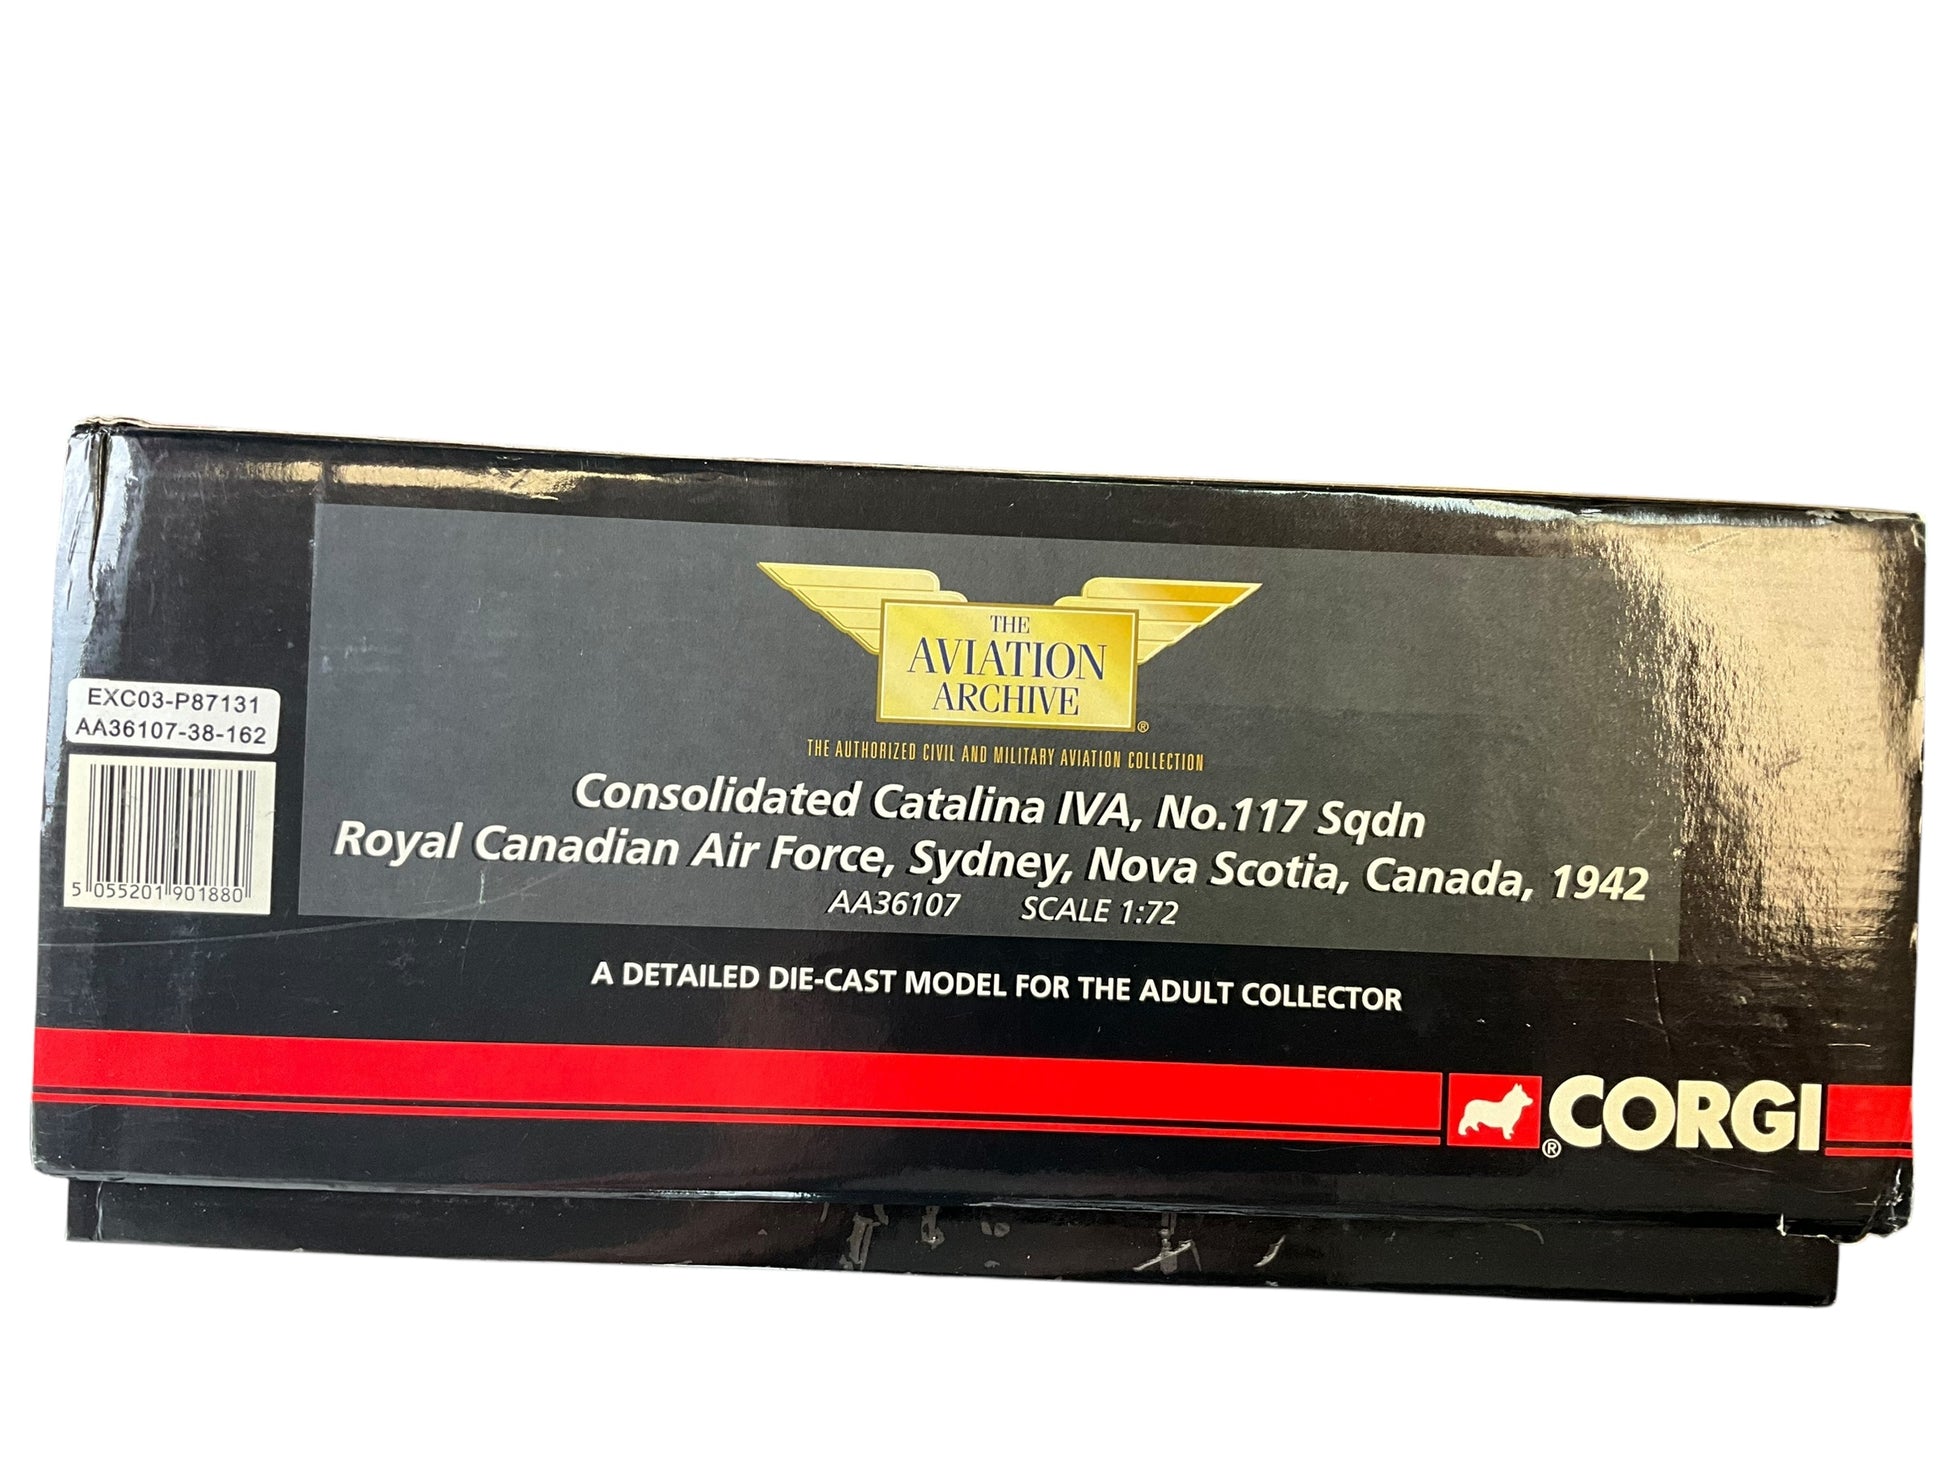 THE
AVIATION
ARCHIVE
®
THE AUTHORIZED CIVIL AND MILITARY AVIATION COLLECTION
EXC03-P87131
AA36107-38-162
5 055201 901880
Consolidated Catalina IVA, No.117 Sqdn
Royal Canadian Air Force, Sydney, Nova Scotia, Canada, 1942
AA36107 SCALE 1:72
A DETAILED DIE-CAST MODEL FOR THE ADULT COLLECTOR
® CORGI